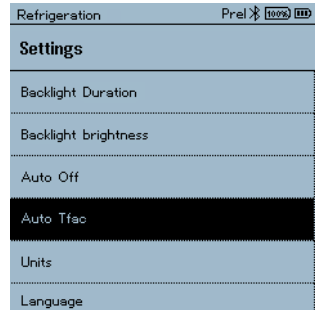 Refrigeration Prel 100%
Settings
Backlight Duration
Backlight brightness
Auto Off
Auto Tfac
Units
Language